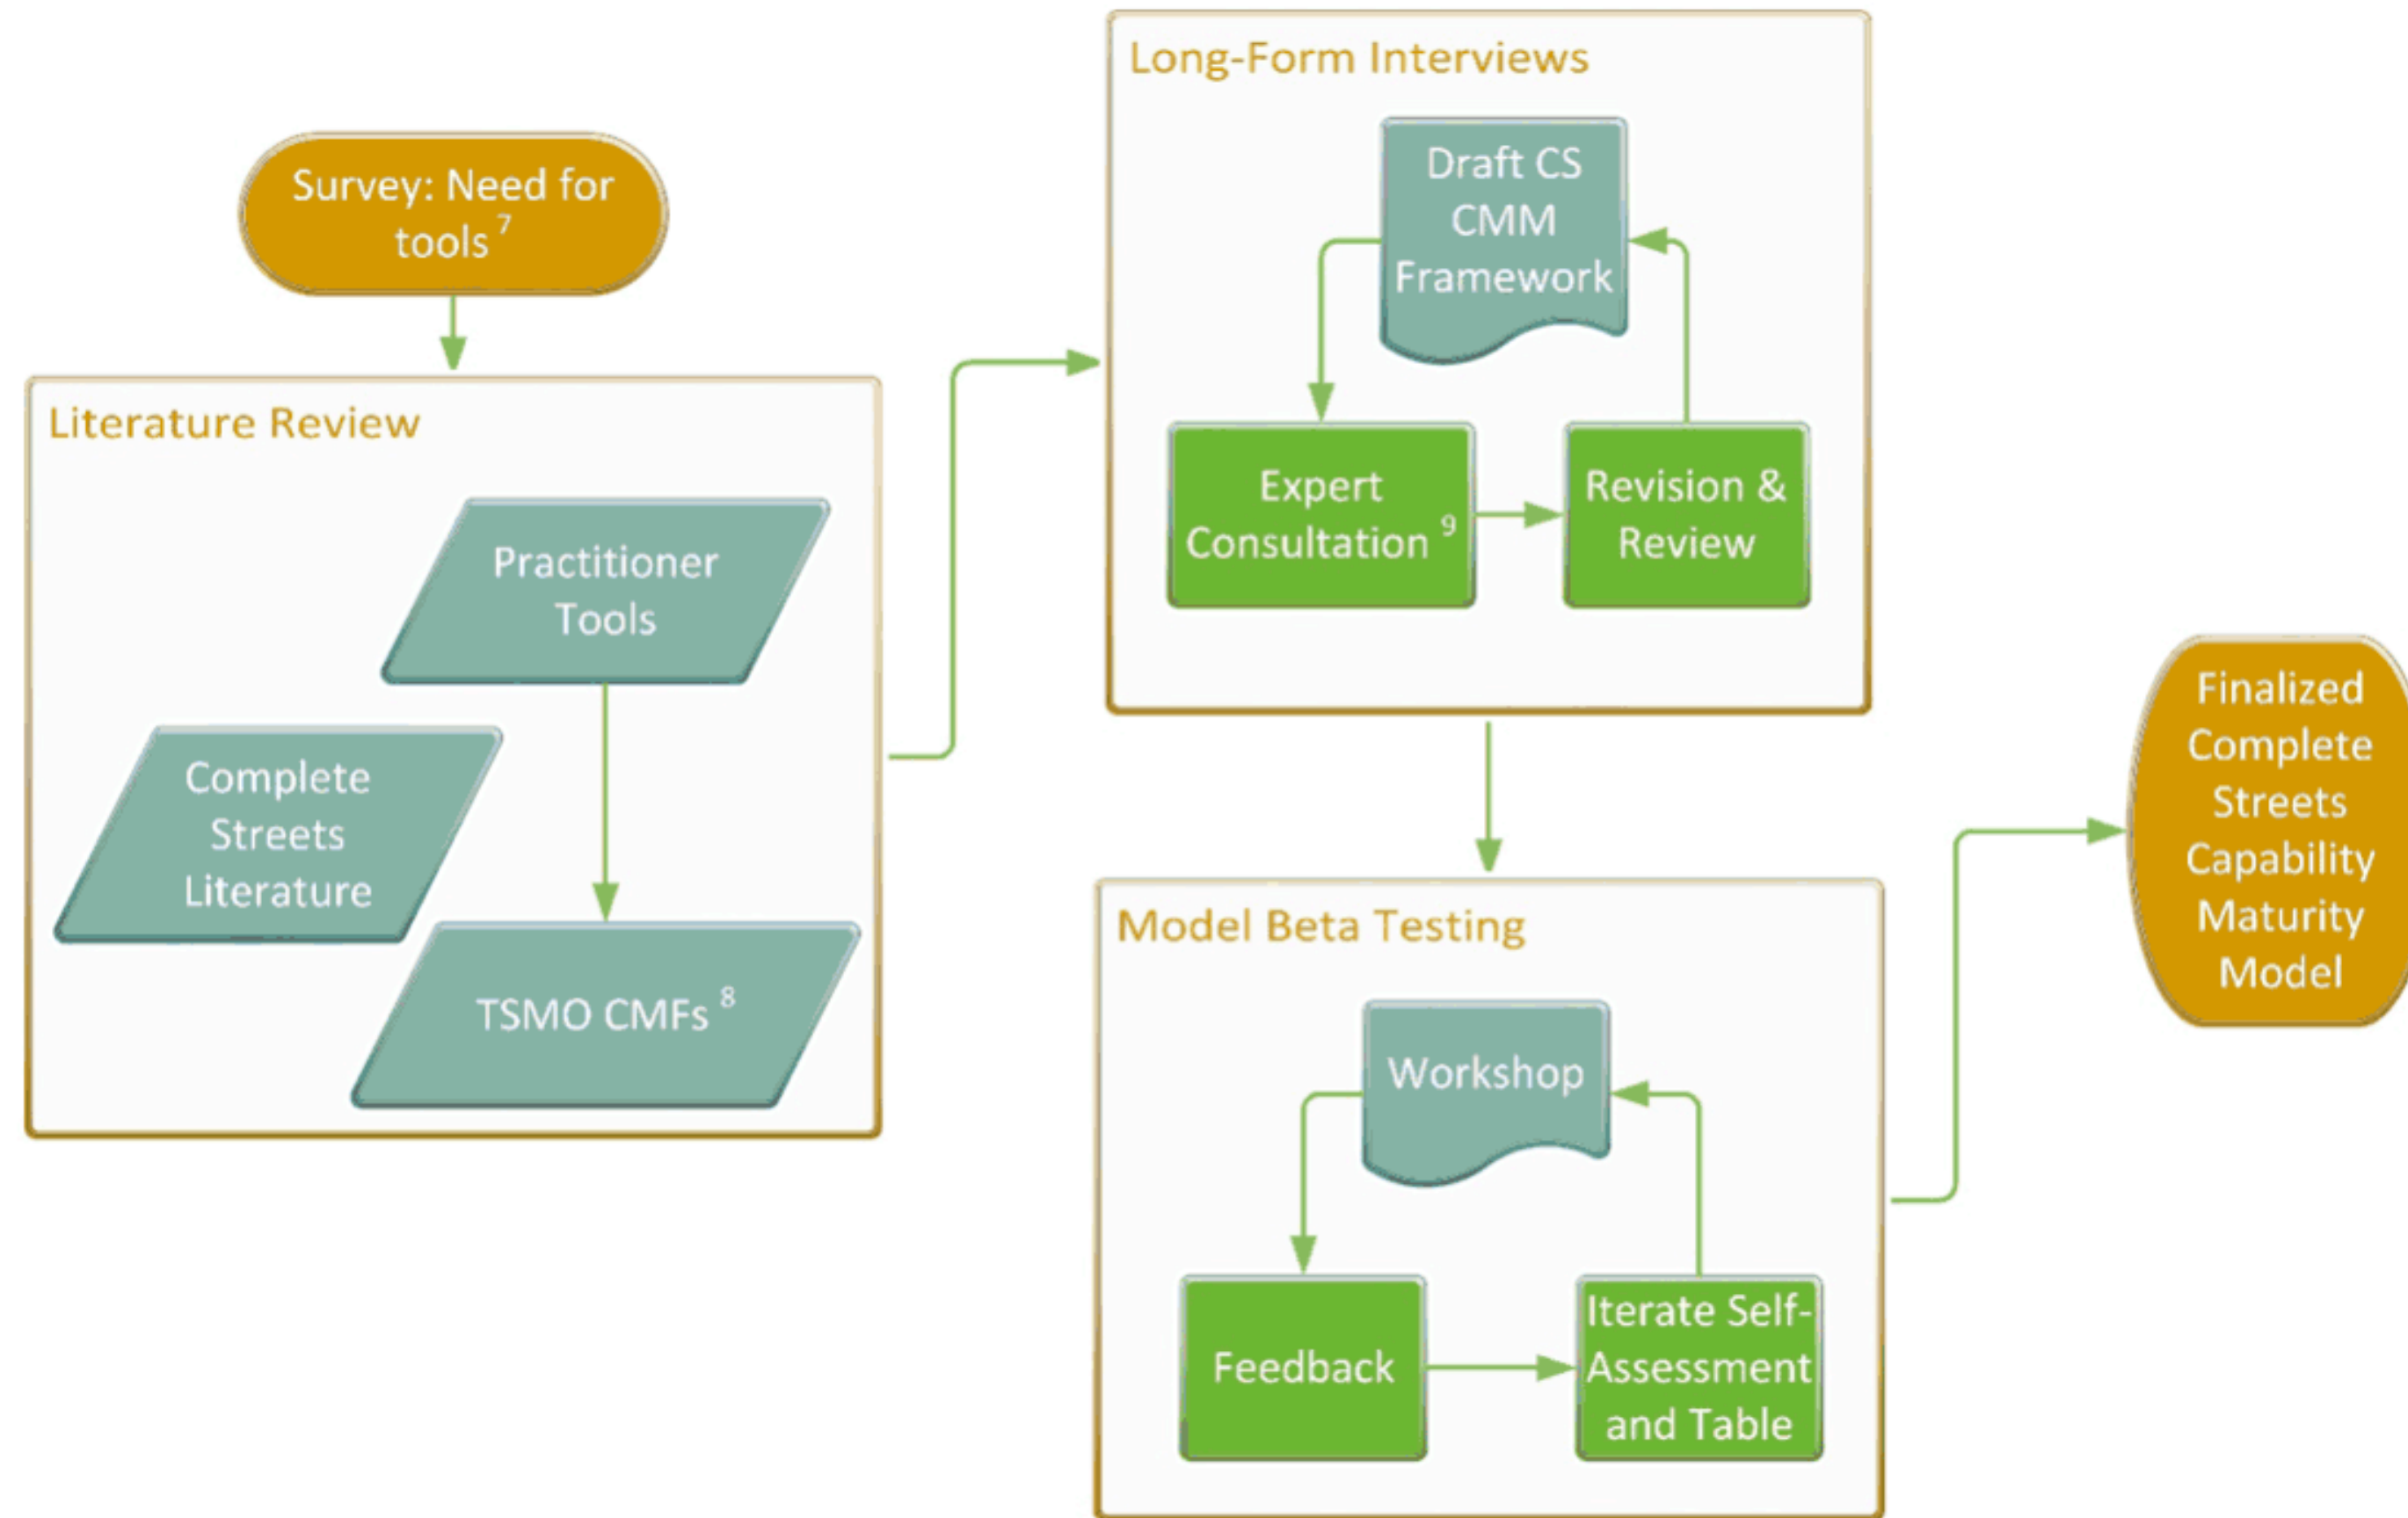 Survey: Need for
tools 7
Literature Review
Practitioner
Tools
Complete
Streets
Literature
TSMO CMFs 8
Long-Form Interviews
Draft CS
CMM
Framework
Expert
Consultation 9
Revision &
Review
Model Beta Testing
Workshop
Feedback
Iterate Self-
Assessment
and Table
Finalized
Complete
Streets
Capability
Maturity
Model